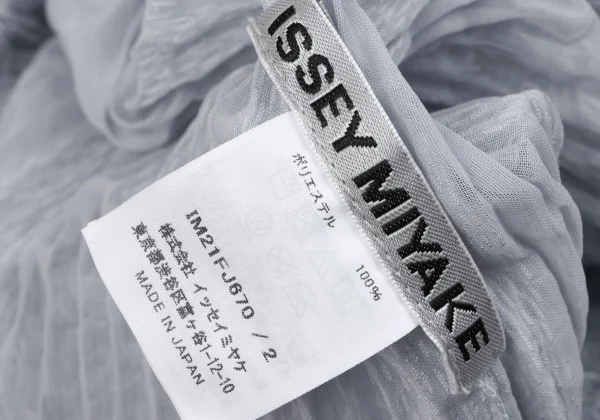 ISSEY MIYAKE
ポリエステル 100%
IM21FJ670 / 2
株式会社 イッセイミヤケ
東京都渋谷区富ヶ谷1-12-10
MADE IN JAPAN